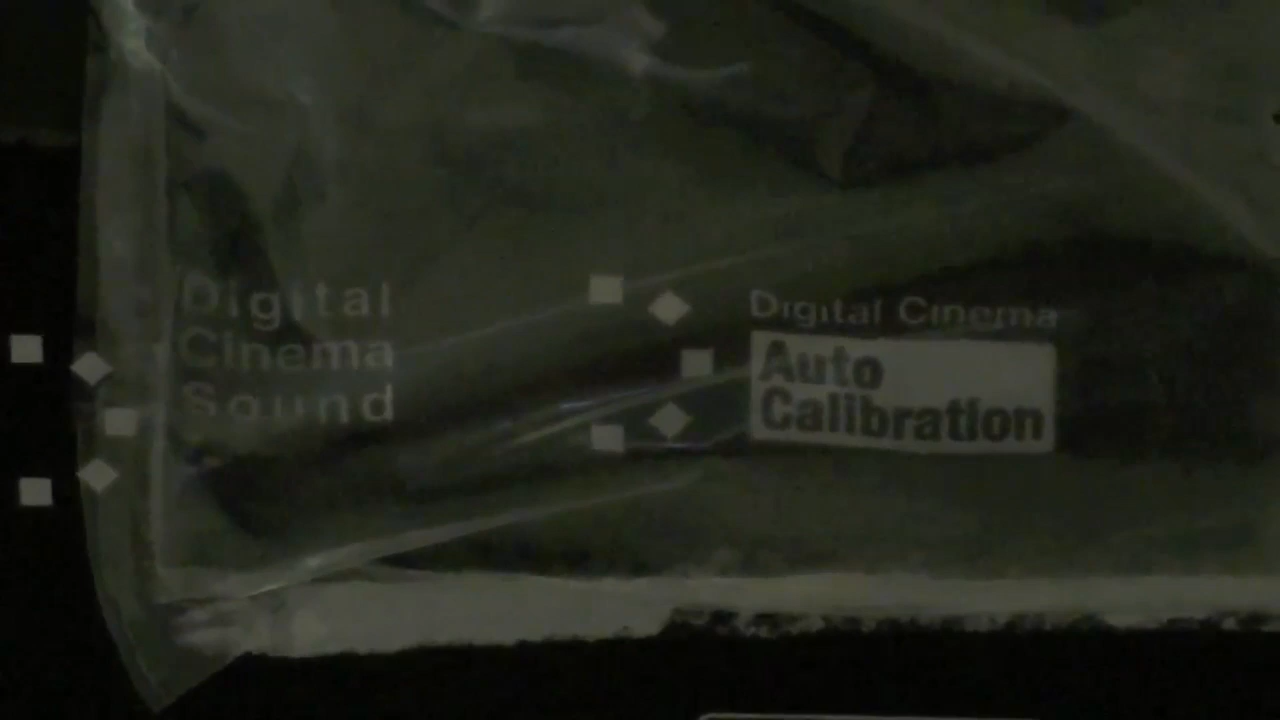 Digital
Cinema
Sound
Digital Cinema
Auto
Calibration